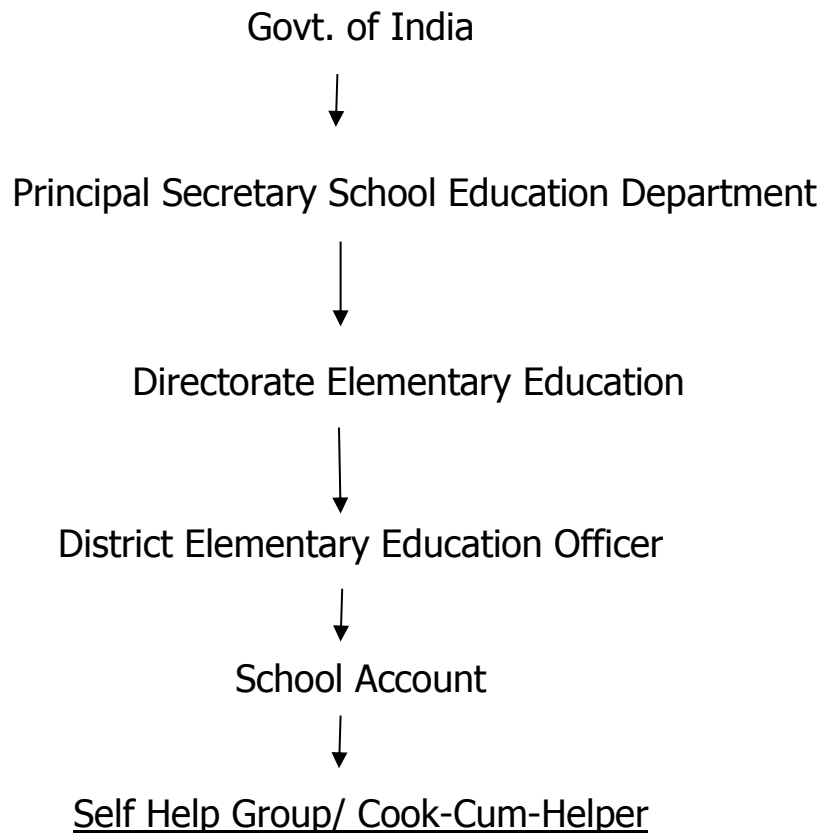 Govt. of India
Principal Secretary School Education Department
Directorate Elementary Education
District Elementary Education Officer
School Account
Self Help Group/ Cook-Cum-Helper